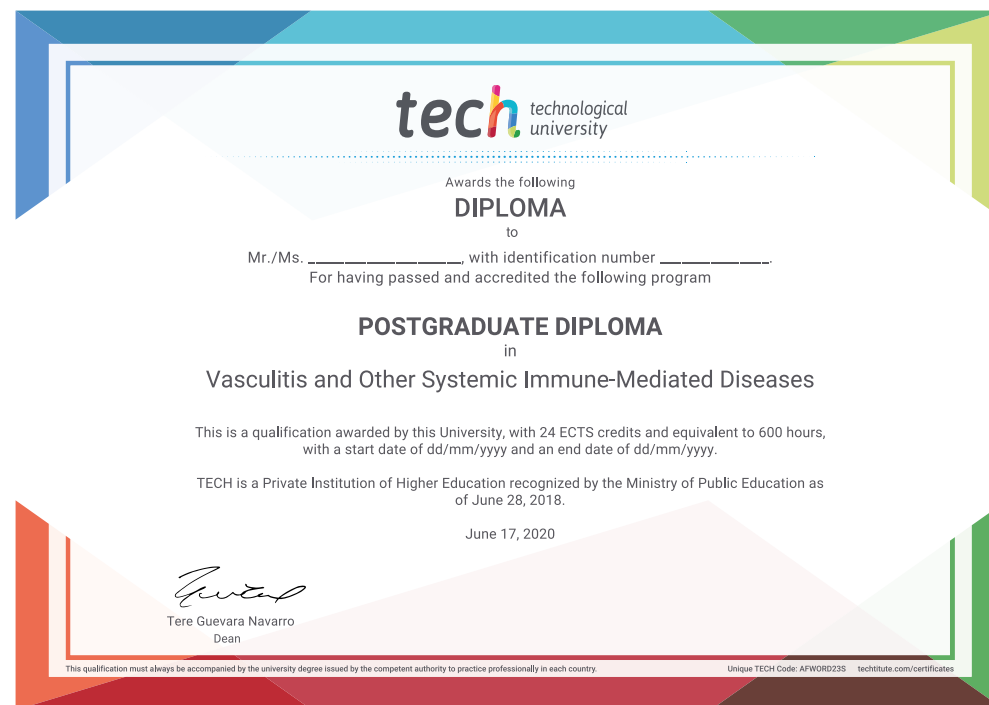 tech technological
university
Awards the following
DIPLOMA
to
Mr./Ms. ____________________, with identification number ______________.
For having passed and accredited the following program
POSTGRADUATE DIPLOMA
in
Vasculitis and Other Systemic Immune-Mediated Diseases
This is a qualification awarded by this University, with 24 ECTS credits and equivalent to 600 hours,
with a start date of dd/mm/yyyy and an end date of dd/mm/yyyy.
TECH is a Private Institution of Higher Education recognized by the Ministry of Public Education as
of June 28, 2018.
June 17, 2020
Tere Guevara Navarro
Dean
This qualification must always be accompanied by the university degree issued by the competent authority to practice professionally in each country.
Unique TECH Code: AFWORD23S techtitute.com/certificates